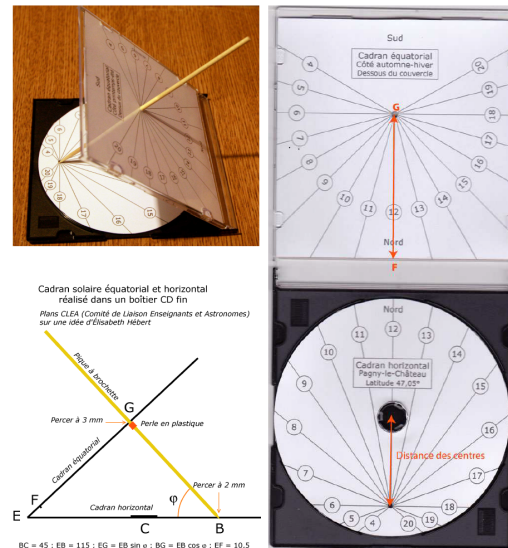 Sud
Cadran équatorial
Côté automne-hiver
Dessous du couvercle
4
20
5
19
6
G
18
7
17
8
16
9
15
10
14
11
12
13
Nord
F
Nord
11
12
13
10
14
Cadran horizontal
Pagny-le-Château
Latitude 47,05°
9
15
8
16
Distance des centres
7
17
6
18
5
4
20
19
Cadran solaire équatorial et horizontal
réalisé dans un boîtier CD fin
Plans CLEA (Comité de Liaison Enseignants et Astronomes)
sur une idée d'Élisabeth Hébert
Pique à brochette
G
Percer à 3 mm
Perle en plastique
Cadran équatorial
Percer à 2 mm
F
Cadran horizontal
φ
E
C
B
BC = 45 ; EB = 115 ; EG = EB sin φ ; BG = EB cos φ ; EF = 10.5